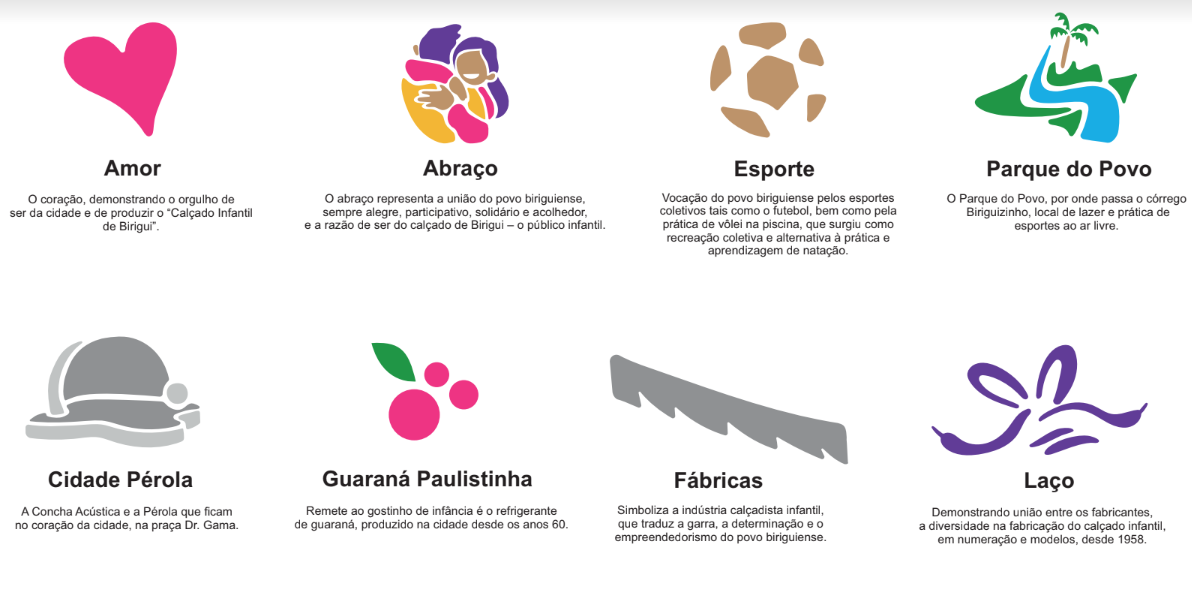 Amor
O coração, demonstrando o orgulho de
ser da cidade e de produzir o “Calçado Infantil
de Birigui”.
Abraço
O abraço representa a união do povo biriguiense,
sempre alegre, participativo, solidário e acolhedor,
e a razão de ser do calçado de Birigui – o público infantil.
Esporte
Vocação do povo biriguiense pelos esportes
coletivos tais como o futebol, bem como pela
prática de vôlei na piscina, que surgiu como
recreação coletiva e alternativa à prática e
aprendizagem de natação.
Parque do Povo
O Parque do Povo, por onde passa o córrego
Biriguizinho, local de lazer e prática de
esportes ao ar livre.
Cidade Pérola
A Concha Acústica e a Pérola que ficam
no coração da cidade, na praça Dr. Gama.
Guaraná Paulistinha
Remete ao gostinho de infância é o refrigerante
de guaraná, produzido na cidade desde os anos 60.
Fábricas
Simboliza a indústria calçadista infantil,
que traduz a garra, a determinação e o
empreendedorismo do povo biriguiense.
Laço
Demonstrando união entre os fabricantes,
a diversidade na fabricação do calçado infantil,
em numeração e modelos, desde 1958.